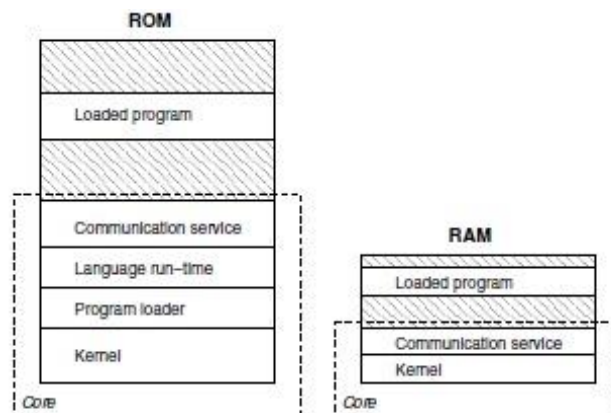 ROM
Loaded program
Communication service
Language run-time
Program loader
Kernel
Core
RAM
Loaded program
Communication service
Kernel
Core